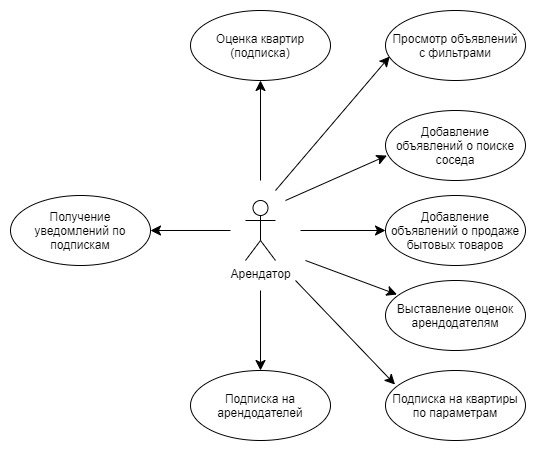 Оценка квартир
(подписка)
Просмотр объявлений
с фильтрами
Добавление
объявлений о поиске
соседа
Получение
уведомлений по
подпискам
Добавление
объявлений о продаже
бытовых товаров
Арендатор
Выставление оценок
арендодателям
Подписка на
арендодателей
Подписка на квартиры
по параметрам